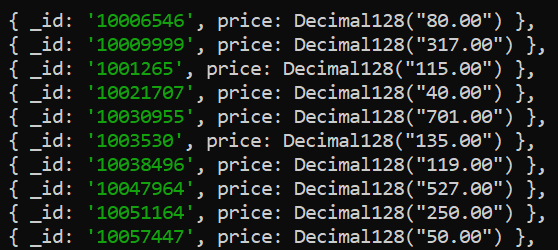 { _id: '10006546', price: Decimal128("80.00") },
{ _id: '10009999', price: Decimal128("317.00") },
{ _id: '1001265', price: Decimal128("115.00") },
{ _id: '10021707', price: Decimal128("40.00") },
{ _id: '10030955', price: Decimal128("701.00") },
{ _id: '1003530', price: Decimal128("135.00") },
{ _id: '10038496', price: Decimal128("119.00") },
{ _id: '10047964', price: Decimal128("527.00") },
{ _id: '10051164', price: Decimal128("250.00") },
{ _id: '10057447', price: Decimal128("50.00") },